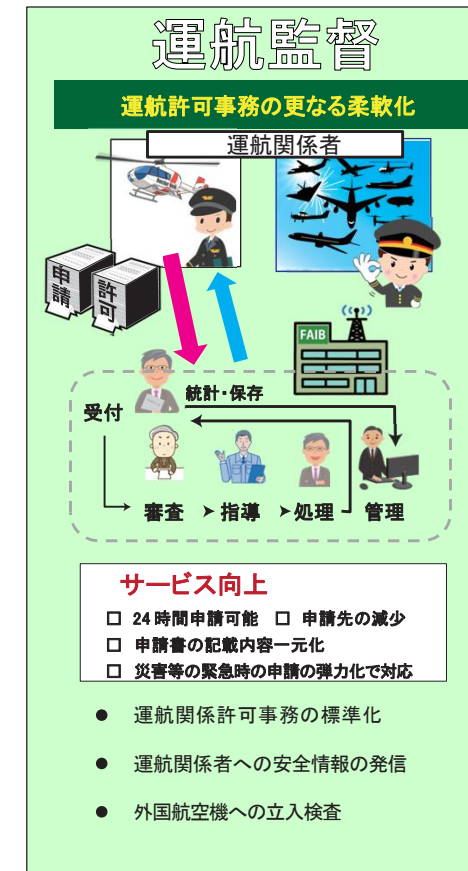 運航監督
運航許可事務の更なる柔軟化
運航関係者
申請
許可
FAIB
統計・保存
受付
審査 ➤ 指導 ➤ 処理 管理
サービス向上
□ 24時間申請可能 □ 申請先の減少
□ 申請書の記載内容一元化
□ 災害等の緊急時の申請の弾力化で対応
● 運航関係許可事務の標準化
● 運航関係者への安全情報の発信
● 外国航空機への立入検査